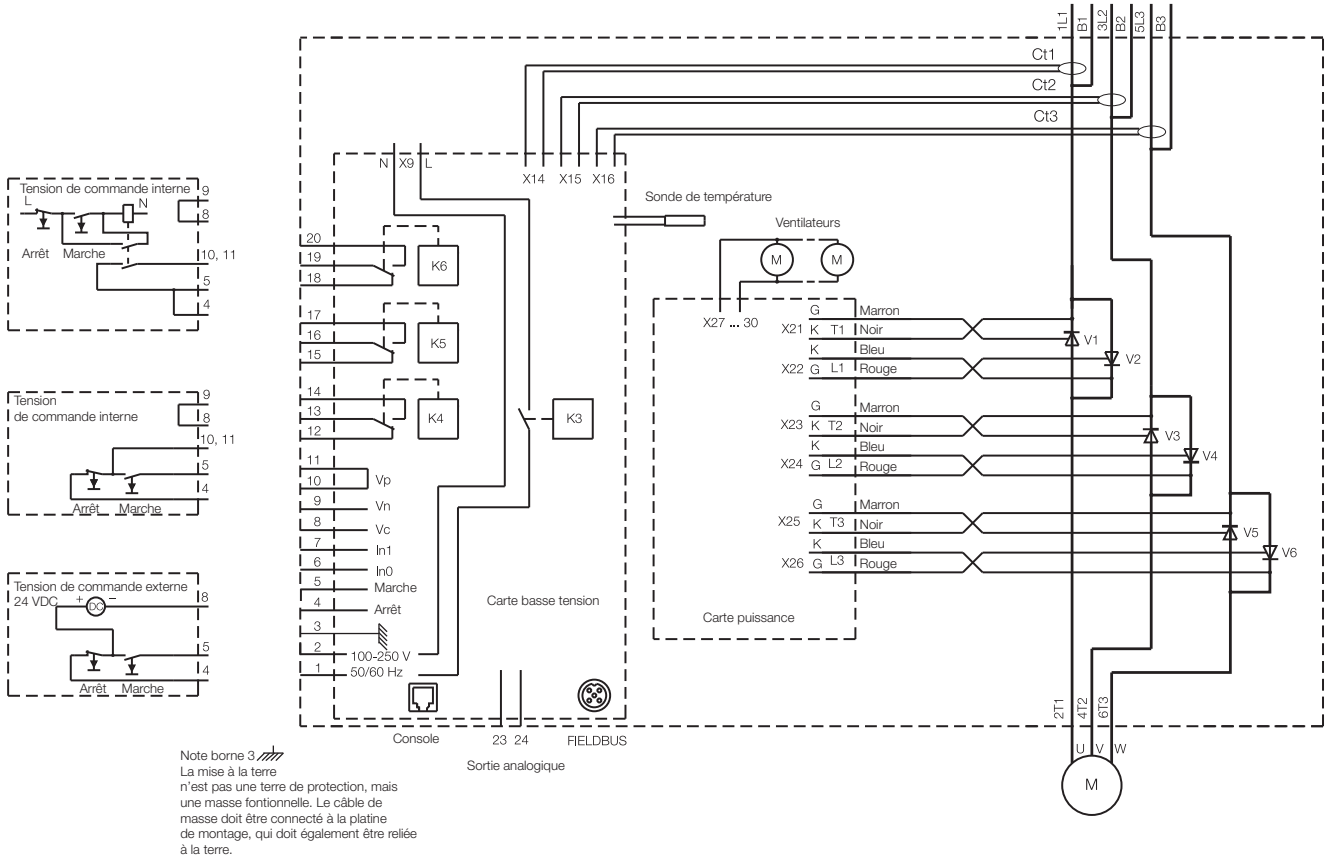 1L1
B1
3L2
B2
5L3
B3
Ct1
Ct2
Ct3
N X9 L
X14 X15 X16
Sonde de température
Ventilateurs
M
M
X27 ... 30
Tension de commande interne
L
N
Arrêt Marche
9
8
10, 11
5
4
Tension
de commande interne
Arrêt Marche
9
8
10, 11
5
4
Tension de commande externe
24 VDC
+
DC
−
Arrêt Marche
8
5
4
20
19
18
K6
17
16
15
K5
14
13
12
K4
K3
11
10 Vp
9 Vn
8 Vc
7 In1
6 In0
5 Marche
4 Arrêt
3
2 100-250 V
1 50/60 Hz
Carte basse tension
Console
23 24
Sortie analogique
FIELDBUS
G Marron
X21 K T1 Noir
K Bleu
X22 G L1 Rouge
V1
V2
G Marron
X23 K T2 Noir
K Bleu
X24 G L2 Rouge
V3
V4
G Marron
X25 K T3 Noir
K Bleu
X26 G L3 Rouge
V5
V6
Carte puissance
2T1
4T2
6T3
U V W
M
Note borne 3
La mise à la terre
n'est pas une terre de protection, mais
une masse fontionnelle. Le câble de
masse doit être connecté à la platine
de montage, qui doit également être reliée
à la terre.